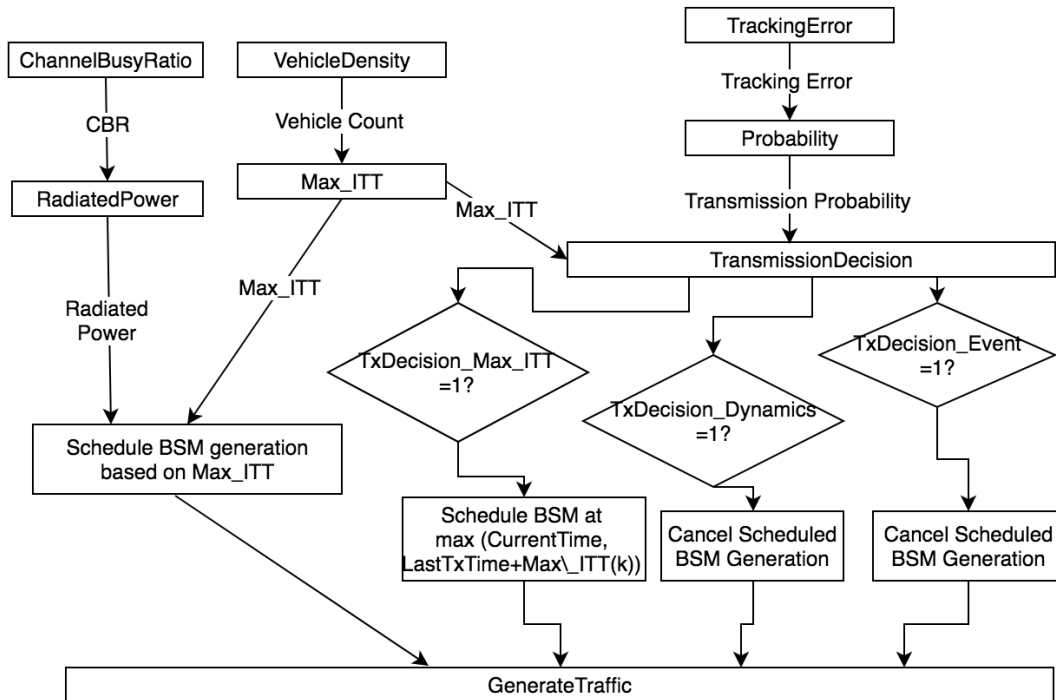 TrackingError
ChannelBusyRatio
VehicleDensity
Tracking Error
CBR
Vehicle Count
Probability
RadiatedPower
Max_ITT
Max_ITT
Transmission Probability
TransmissionDecision
Max_ITT
Radiated
Power
TxDecision_Max_ITT
=1?
TxDecision_Dynamics
=1?
TxDecision_Event
=1?
Schedule BSM generation
based on Max_ITT
Schedule BSM at
max (CurrentTime,
LastTxTime+Max\_ITT(k))
Cancel Scheduled
BSM Generation
Cancel Scheduled
BSM Generation
GenerateTraffic